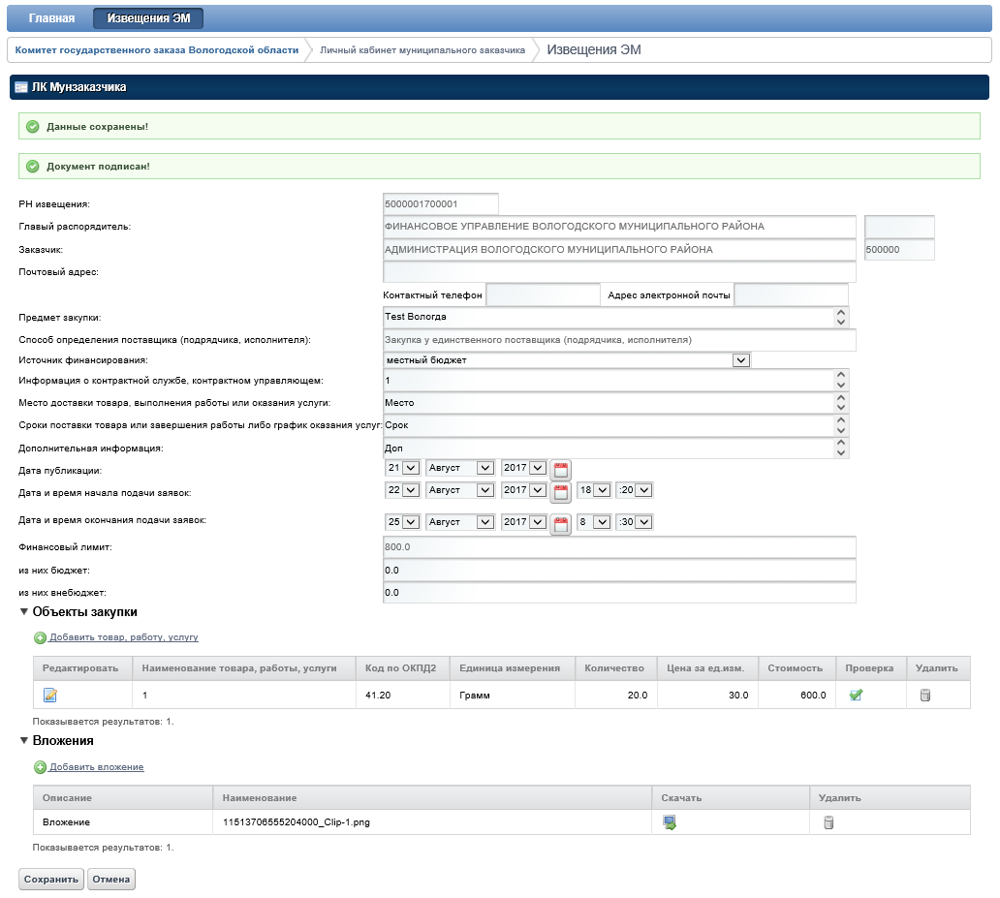 Главная Извещения ЭМ
Комитет государственного заказа Вологодской области Личный кабинет муниципального заказчика Извещения ЭМ
ЛК Мунзаказчика
Данные сохранены!
Документ подписан!
РН извещения: 5000001700001
Главый распорядитель: ФИНАНСОВОЕ УПРАВЛЕНИЕ ВОЛОГОДСКОГО МУНИЦИПАЛЬНОГО РАЙОНА
Заказчик: АДМИНИСТРАЦИЯ ВОЛОГОДСКОГО МУНИЦИПАЛЬНОГО РАЙОНА 500000
Почтовый адрес:
Контактный телефон Адрес электронной почты
Предмет закупки: Test Вологда
Способ определения поставщика (подрядчика, исполнителя): Закупка у единственного поставщика (подрядчика, исполнителя)
Источник финансирования: местный бюджет
Информация о контрактной службе, контрактном управляющем: 1
Место доставки товара, выполнения работы или оказания услуги: Место
Сроки поставки товара или завершения работы либо график оказания услуг: Срок
Дополнительная информация: Доп
Дата публикации: 21 Август 2017
Дата и время начала подачи заявок: 22 Август 2017 18 :20
Дата и время окончания подачи заявок: 25 Август 2017 8 :30
Финансовый лимит: 800.0
из них бюджет: 0.0
из них внебюджет: 0.0
Объекты закупки
Добавить товар, работу, услугу
Редактировать Наименование товара, работы, услуги Код по ОКПД2 Единица измерения Количество Цена за ед.изм. Стоимость Проверка Удалить
1 41.20 Грамм 20.0 30.0 600.0
Показывается результатов: 1.
Вложения
Добавить вложение
Описание Наименование Скачать Удалить
Вложение 11513706555204000_Clip-1.png
Показывается результатов: 1.
Сохранить Отмена